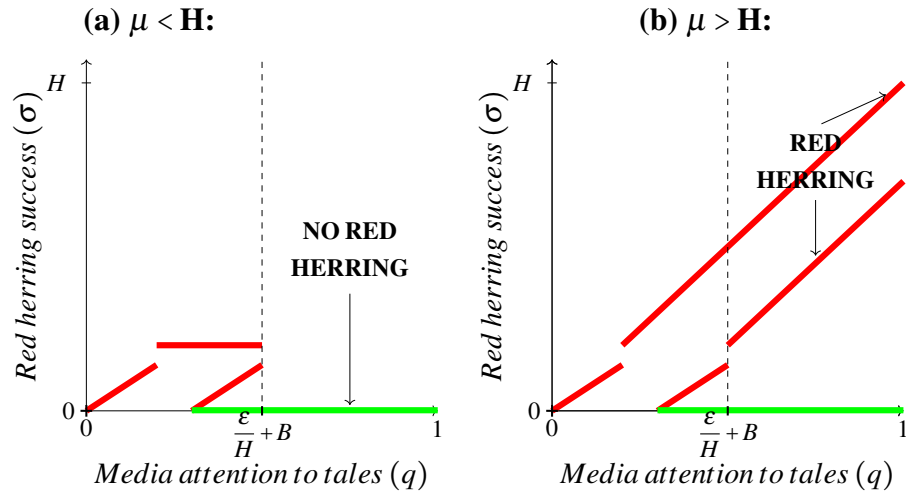 (a) μ < H:
H
Red herring success (σ)
NO RED
HERRING
0
0
ε/H + B
1
Media attention to tales (q)
(b) μ > H:
H
Red herring success (σ)
RED
HERRING
0
0
ε/H + B
1
Media attention to tales (q)